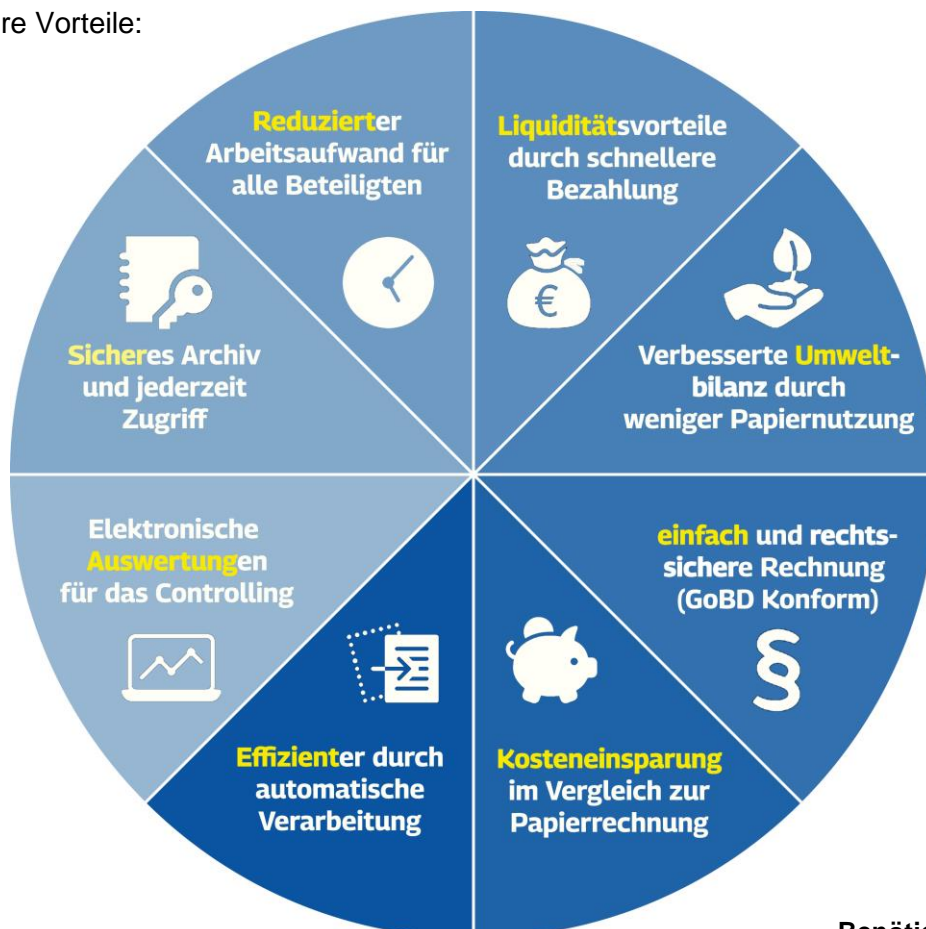 re Vorteile:
Reduzierter
Arbeitsaufwand für
alle Beteiligten
Liquiditätsvorteile
durch schnellere
Bezahlung
€
Verbesserte Umwelt-
bilanz durch
weniger Papiernutzung
einfach und rechts-
sichere Rechnung
(GoBD Konform)
§
Kosteneinsparung
im Vergleich zur
Papierrechnung
Effizienter durch
automatische
Verarbeitung
Elektronische
Auswertungen
für das Controlling
Sicheres Archiv
und jederzeit
Zugriff